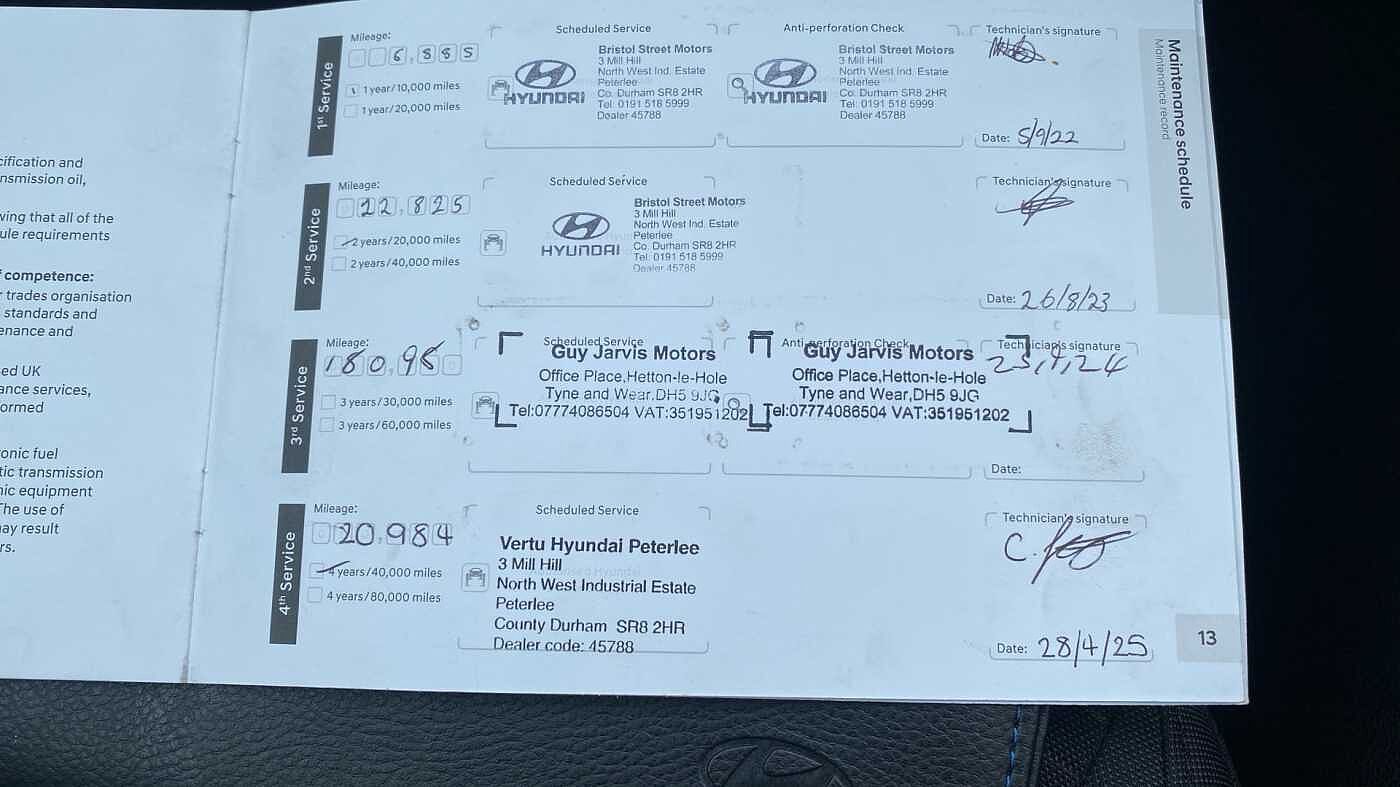 cification and
nsmission oil,
wing that all of the
ule requirements
f competence:
r trades organisation
standards and
enance and
ed UK
ance services,
ormed
onic fuel
tic transmission
nic equipment
The use of
may result
rs.
Maintenance schedule
Maintenance record
1st Service
Mileage:
6,885
1 year/10,000 miles
1 year/20,000 miles
Scheduled Service
HYUNDAI
Bristol Street Motors
3 Mill Hill
North West Ind. Estate
Peterlee
Co. Durham SR8 2HR
Tel: 0191 518 5999
Dealer 45788
Anti-perforation Check
HYUNDAI
Bristol Street Motors
3 Mill Hill
North West Ind. Estate
Peterlee
Co. Durham SR8 2HR
Tel: 0191 518 5999
Dealer 45788
Technician's signature
Date: 5/9/22
2nd Service
Mileage:
22,825
2 years/20,000 miles
2 years/40,000 miles
Scheduled Service
HYUNDAI
Bristol Street Motors
3 Mill Hill
North West Ind. Estate
Peterlee
Co. Durham SR8 2HR
Tel: 0191 518 5999
Dealer 45788
Technician's signature
Date: 26/8/23
3rd Service
Mileage:
3 years/30,000 miles
3 years/60,000 miles
Scheduled Service
Guy Jarvis Motors
Office Place,Hetton-le-Hole
Tyne and Wear,DH5 9JG
Tel:07774086504 VAT:351951202
Anti-perforation Check
Guy Jarvis Motors
Office Place,Hetton-le-Hole
Tyne and Wear,DH5 9JG
Tel:07774086504 VAT:351951202
Technician's signature
Date:
4th Service
Mileage:
20,984
4 years/40,000 miles
4 years/80,000 miles
Scheduled Service
Vertu Hyundai Peterlee
3 Mill Hill
North West Industrial Estate
Peterlee
County Durham SR8 2HR
Dealer code: 45788
Technician's signature
C.
Date: 28/4/25
13